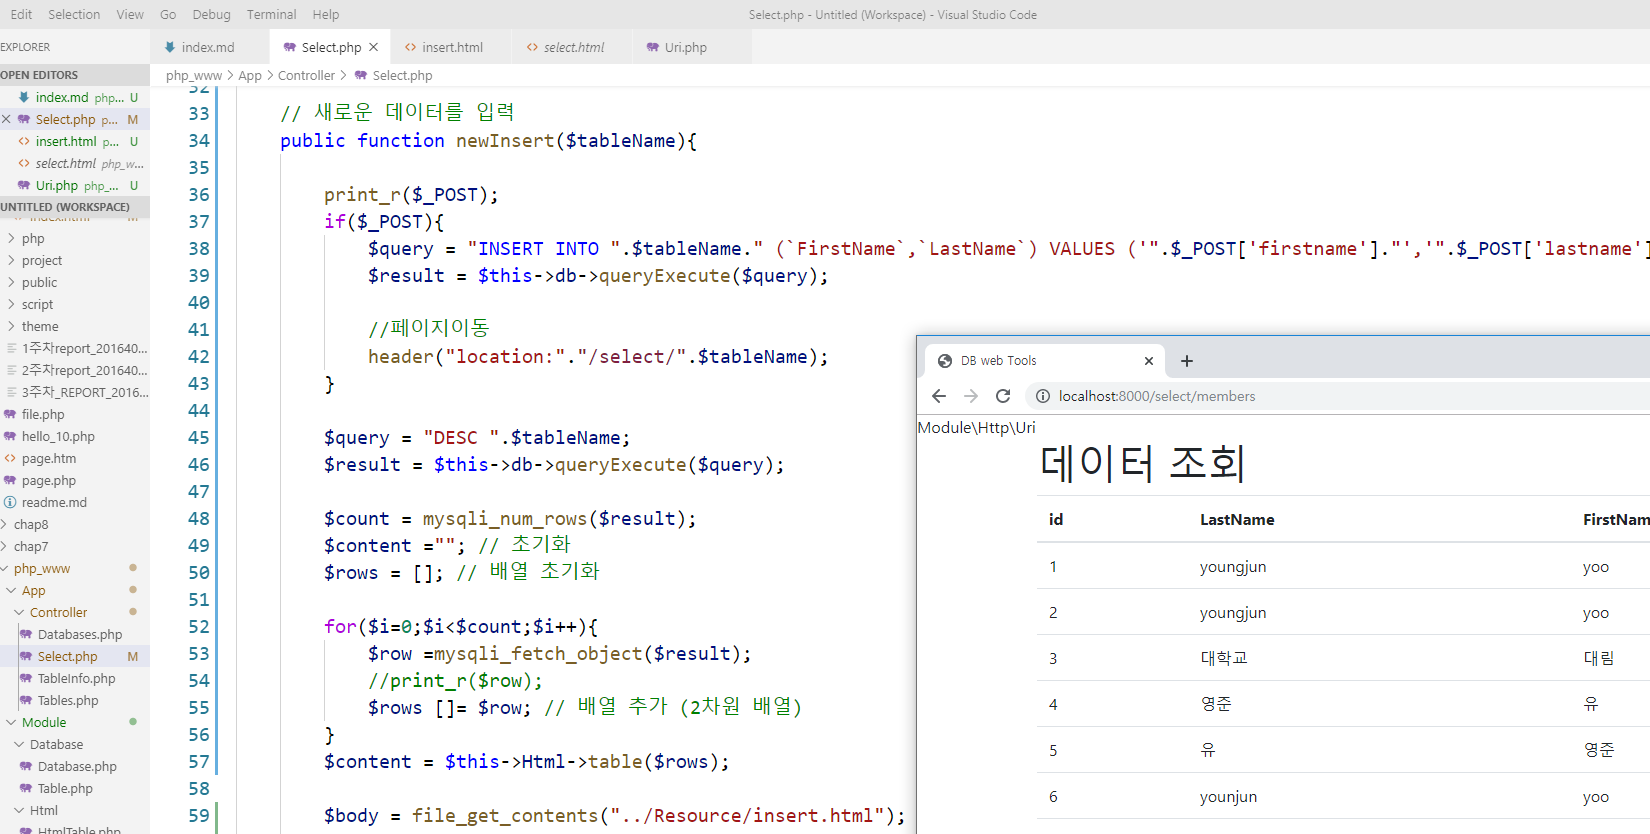 Edit Selection View Go Debug Terminal Help Select.php - Untitled (Workspace) - Visual Studio Code
EXPLORER
index.md Select.php insert.html select.html Uri.php
OPEN EDITORS
php_www > App > Controller > Select.php
index.md php... U
Select.php p... M
insert.html p... U
select.html php_w...
Uri.php php_... U
UNTITLED (WORKSPACE)
index.html M
php
project
public
script
theme
1주차report_201640...
2주차report_201640...
3주차_REPORT_2016...
file.php
hello_10.php
page.htm
page.php
readme.md
chap8
chap7
php_www
App
Controller
Databases.php
Select.php M
TableInfo.php
Tables.php
Module
Database
Database.php
Table.php
Html
HtmlTable.php
32
33 // 새로운 데이터를 입력
34 public function newInsert($tableName){
35
36 print_r($_POST);
37 if($_POST){
38 $query = "INSERT INTO ".$tableName." (`FirstName`,`LastName`) VALUES ('".$_POST['firstname']."','".$_POST['lastname']
39 $result = $this->db->queryExecute($query);
40
41 //페이지이동
42 header("location:"."/select/".$tableName);
43 }
44
45 $query = "DESC ".$tableName;
46 $result = $this->db->queryExecute($query);
47
48 $count = mysqli_num_rows($result);
49 $content =""; // 초기화
50 $rows = []; // 배열 초기화
51
52 for($i=0;$i<$count;$i++){
53 $row =mysqli_fetch_object($result);
54 //print_r($row);
55 $rows []= $row; // 배열 추가 (2차원 배열)
56 }
57 $content = $this->Html->table($rows);
58
59 $body = file_get_contents("../Resource/insert.html");
DB web Tools
localhost:8000/select/members
Module\Http\Uri
데이터 조회
id LastName FirstNam
1 youngjun yoo
2 youngjun yoo
3 대학교 대림
4 영준 유
5 유 영준
6 younjun yoo